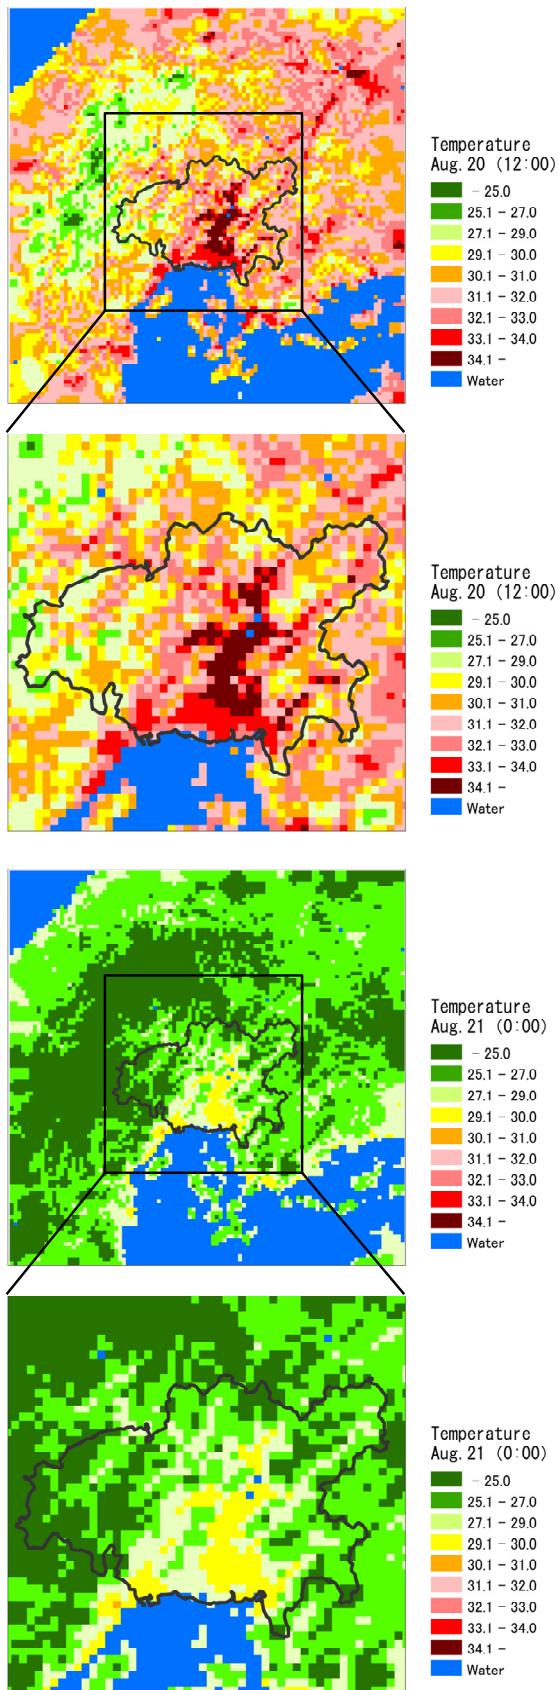 Temperature
Aug. 20 (12:00)
- 25.0
25.1 - 27.0
27.1 - 29.0
29.1 - 30.0
30.1 - 31.0
31.1 - 32.0
32.1 - 33.0
33.1 - 34.0
34.1 -
Water
Temperature
Aug. 20 (12:00)
- 25.0
25.1 - 27.0
27.1 - 29.0
29.1 - 30.0
30.1 - 31.0
31.1 - 32.0
32.1 - 33.0
33.1 - 34.0
34.1 -
Water
Temperature
Aug. 21 (0:00)
- 25.0
25.1 - 27.0
27.1 - 29.0
29.1 - 30.0
30.1 - 31.0
31.1 - 32.0
32.1 - 33.0
33.1 - 34.0
34.1 -
Water
Temperature
Aug. 21 (0:00)
- 25.0
25.1 - 27.0
27.1 - 29.0
29.1 - 30.0
30.1 - 31.0
31.1 - 32.0
32.1 - 33.0
33.1 - 34.0
34.1 -
Water